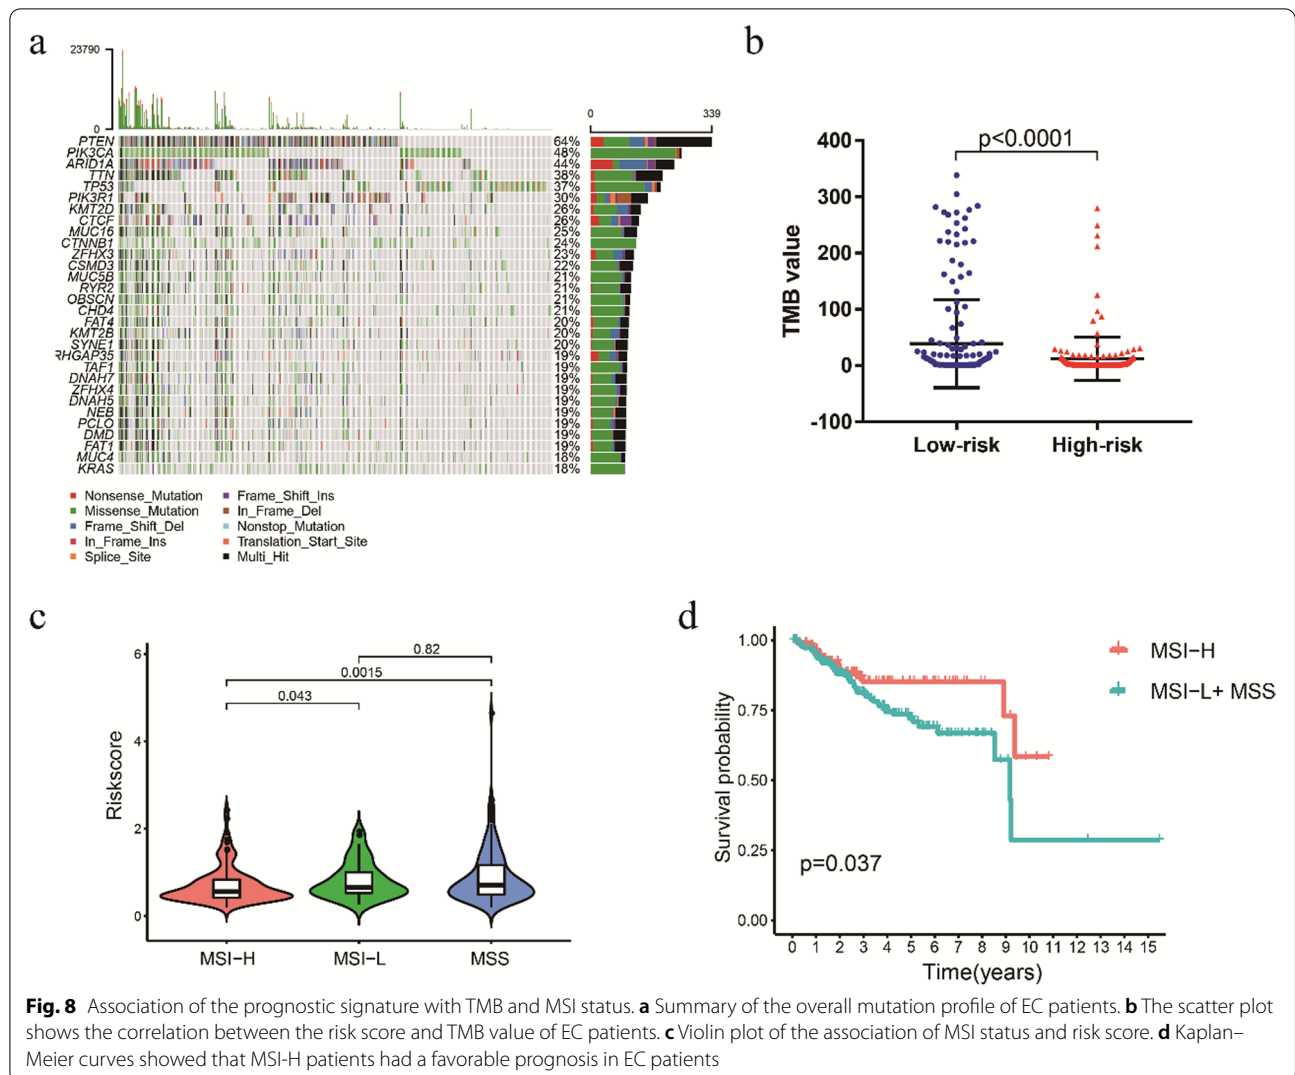 a
23790
0
0
339
PTEN 64%
PIK3CA 48%
ARID1A 44%
TTN 38%
TP53 37%
PIK3R1 30%
KMT2D 26%
CTCF 26%
MUC16 25%
CTNNB1 24%
ZFHX3 23%
CSMD3 22%
MUC5B 21%
RYR2 21%
OBSCN 21%
CHD4 21%
FAT4 20%
KMT2B 20%
SYNE1 20%
RHGAP35 19%
TAF1 19%
DNAH7 19%
ZFHX4 19%
DNAH5 19%
NEB 19%
PCLO 19%
DMD 19%
FAT1 19%
MUC4 18%
KRAS 18%
Nonsense_Mutation
Missense_Mutation
Frame_Shift_Del
In_Frame_Ins
Splice_Site
Frame_Shift_Ins
In_Frame_Del
Nonstop_Mutation
Translation_Start_Site
Multi_Hit
b
p<0.0001
TMB value
400
300
200
100
0
-100
Low-risk High-risk
c
Riskscore
6
4
2
0
0.82
0.0015
0.043
MSI−H MSI−L MSS
d
Survival probability
1.00
0.75
0.50
0.25
0.00
MSI−H
MSI−L+ MSS
p=0.037
0 1 2 3 4 5 6 7 8 9 10 11 12 13 14 15
Time(years)
Fig. 8 Association of the prognostic signature with TMB and MSI status. a Summary of the overall mutation profile of EC patients. b The scatter plot
shows the correlation between the risk score and TMB value of EC patients. c Violin plot of the association of MSI status and risk score. d Kaplan–
Meier curves showed that MSI-H patients had a favorable prognosis in EC patients